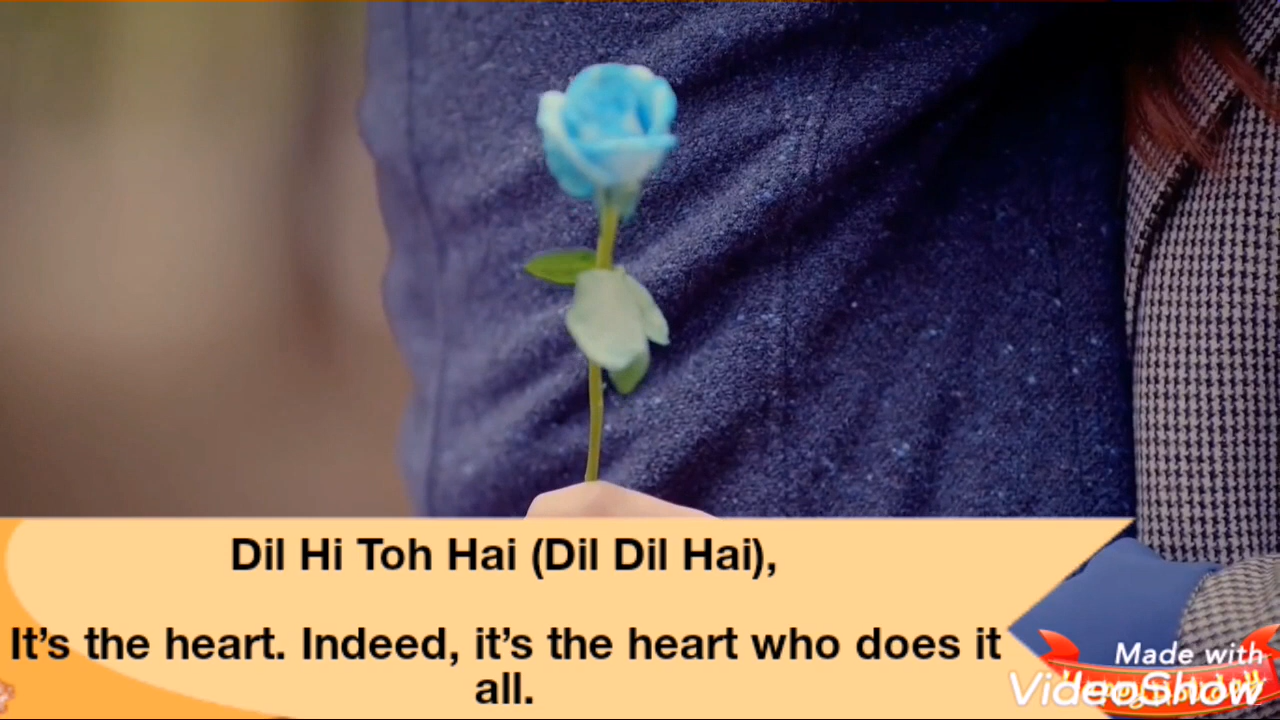 Dil Hi Toh Hai (Dil Dil Hai),
It’s the heart. Indeed, it’s the heart who does it
all.
Made with
VideoShow